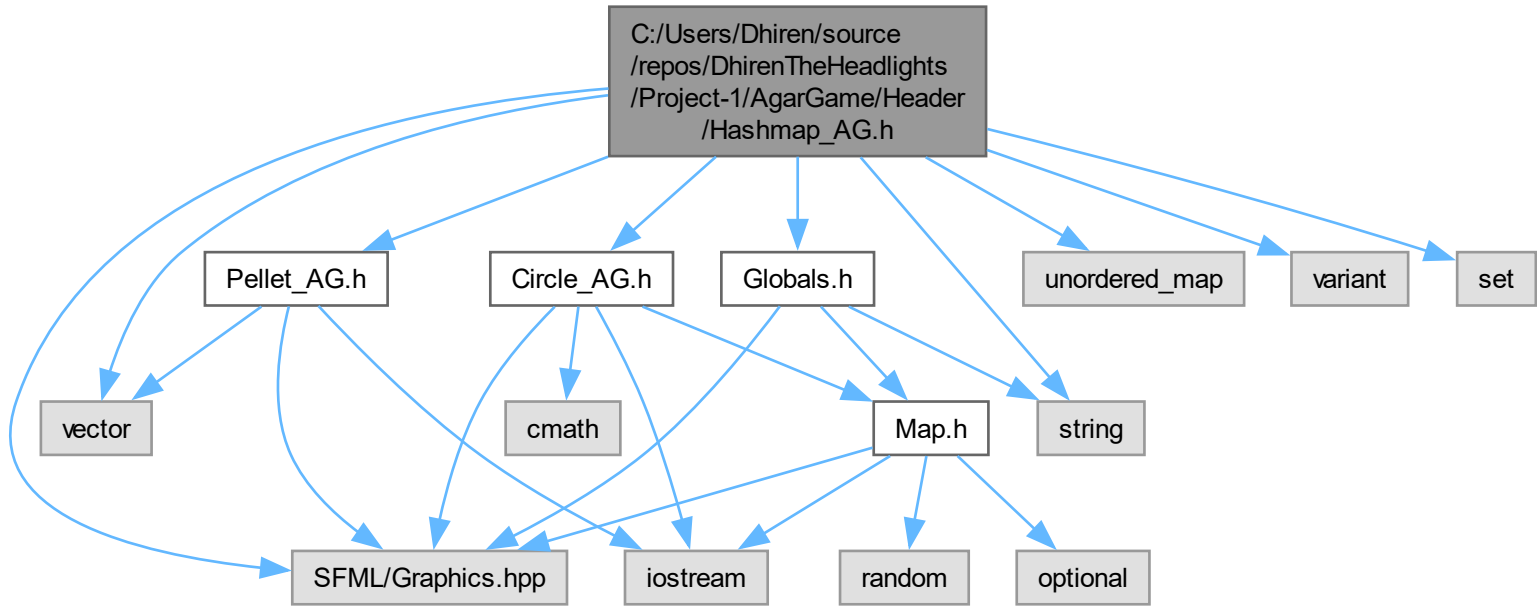 C:/Users/Dhiren/source
/repos/DhirenTheHeadlights
/Project-1/AgarGame/Header
/Hashmap_AG.h
Pellet_AG.h
Circle_AG.h
Globals.h
unordered_map
variant
set
vector
cmath
Map.h
string
SFML/Graphics.hpp
iostream
random
optional